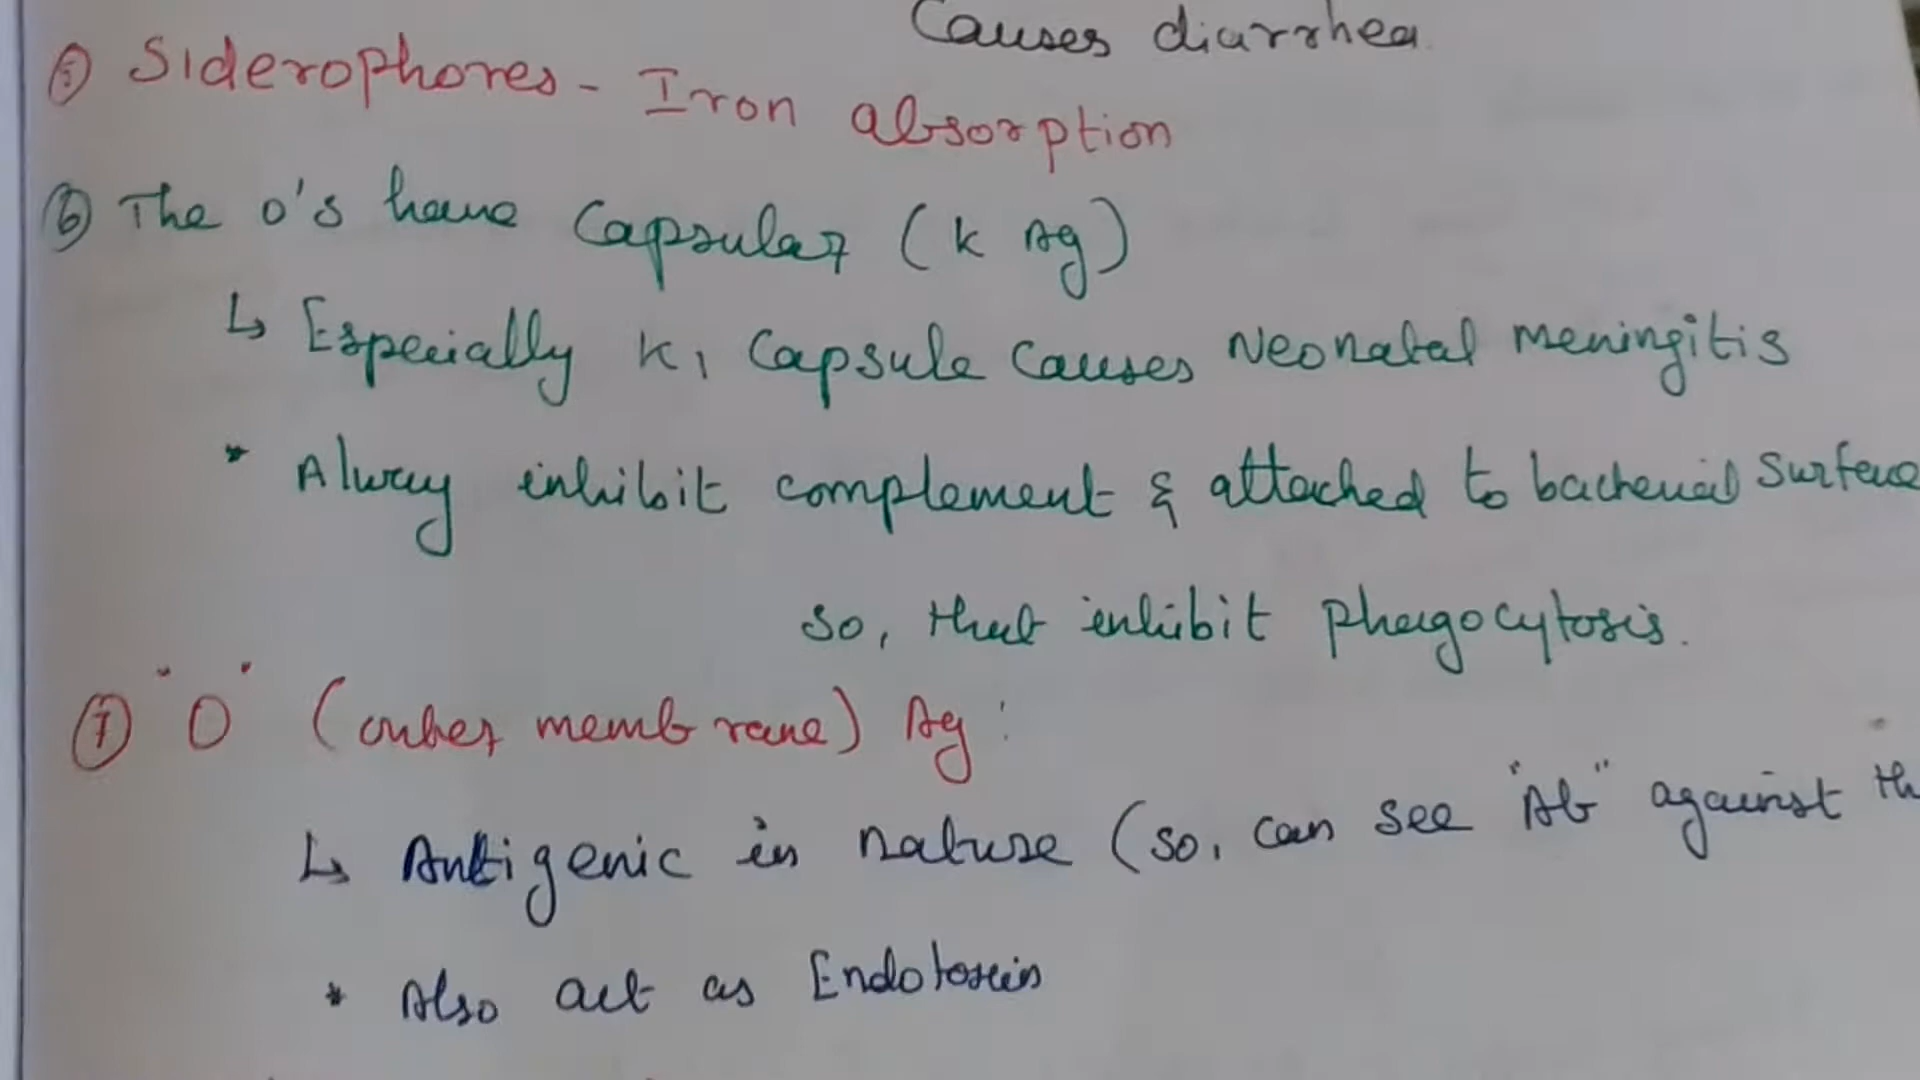 Causes diarrhea
⑤ Siderophores - Iron absorption
⑥ The O's have Capsular (K Ag)
↳ Especially K1 Capsule Causes Neonatal Meningitis
* Alway inhibit complement & attached to bacterial surface
so, that inhibit phagocytosis.
⑦ "O" (outer membrane) Ag:
↳ Antigenic in nature (so, can see "Ab" against th
* Also act as Endotoxin